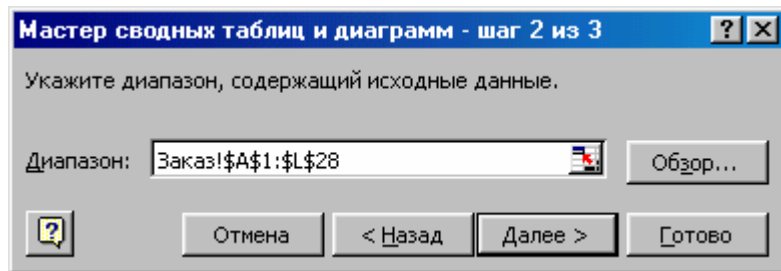 Мастер сводных таблиц и диаграмм - шаг 2 из 3
Укажите диапазон, содержащий исходные данные.
Диапазон: Заказ!$A$1:$L$28 Обзор...
Отмена < Назад Далее > Готово